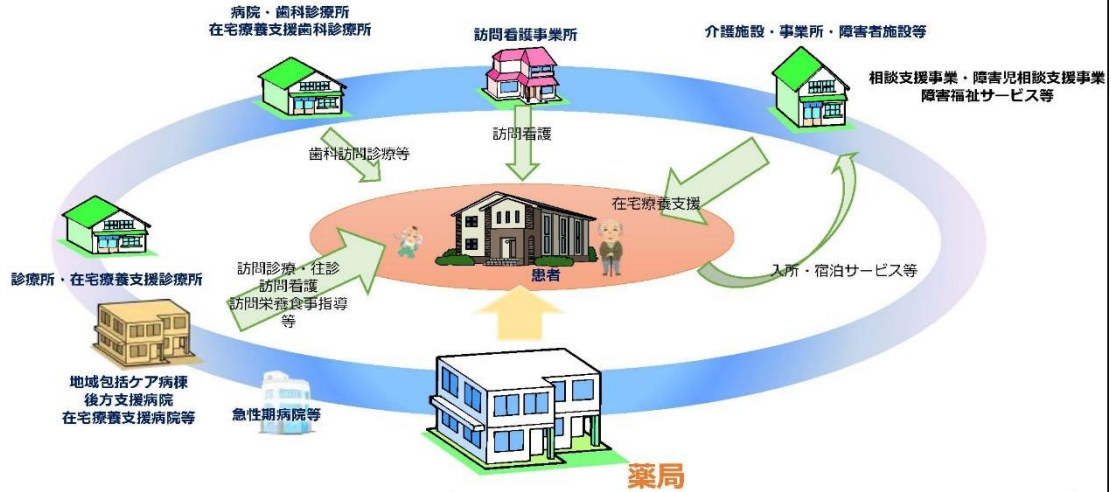 病院・歯科診療所
在宅療養支援歯科診療所
訪問看護事業所
介護施設・事業所・障害者施設等
相談支援事業・障害児相談支援事業
障害福祉サービス等
訪問看護
歯科訪問診療等
在宅療養支援
診療所・在宅療養支援診療所
訪問診療・往診
訪問看護
訪問栄養食事指導
等
患者
入所・宿泊サービス等
地域包括ケア病棟
後方支援病院
在宅療養支援病院等
急性期病院等
薬局